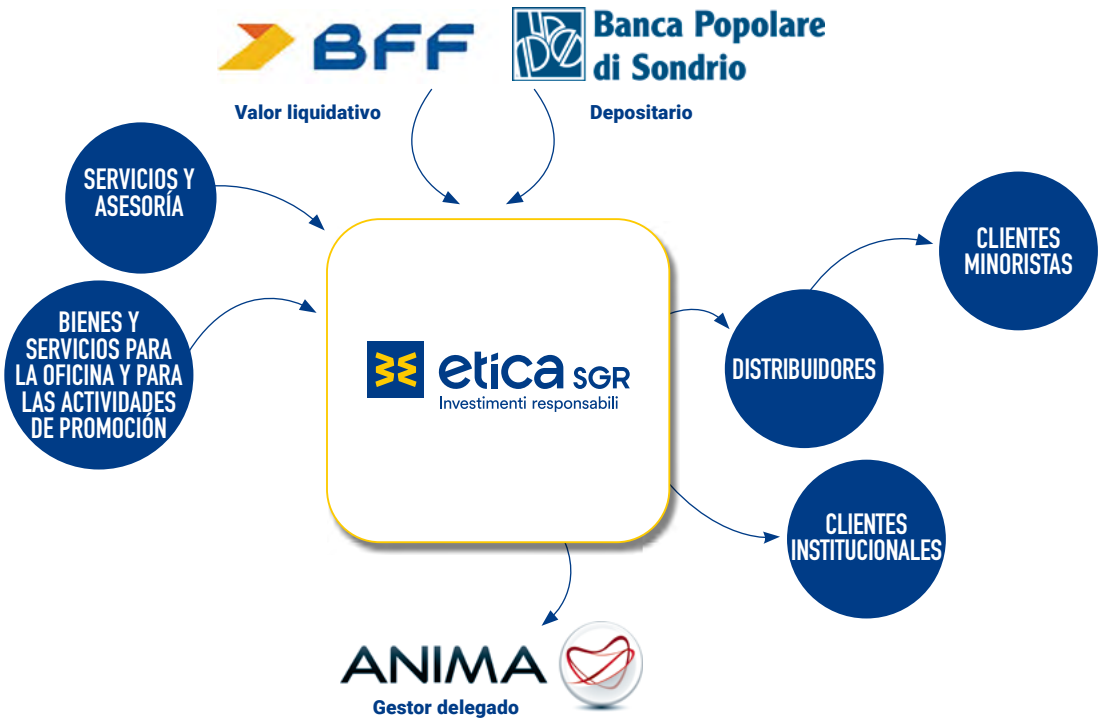 BFF
Banca Popolare
di Sondrio
Valor liquidativo
Depositario
SERVICIOS Y
ASESORÍA
CLIENTES
MINORISTAS
BIENES Y
SERVICIOS PARA
LA OFICINA Y PARA
LAS ACTIVIDADES
DE PROMOCIÓN
etica SGR
Investimenti responsabili
DISTRIBUIDORES
CLIENTES
INSTITUCIONALES
ANIMA
Gestor delegado